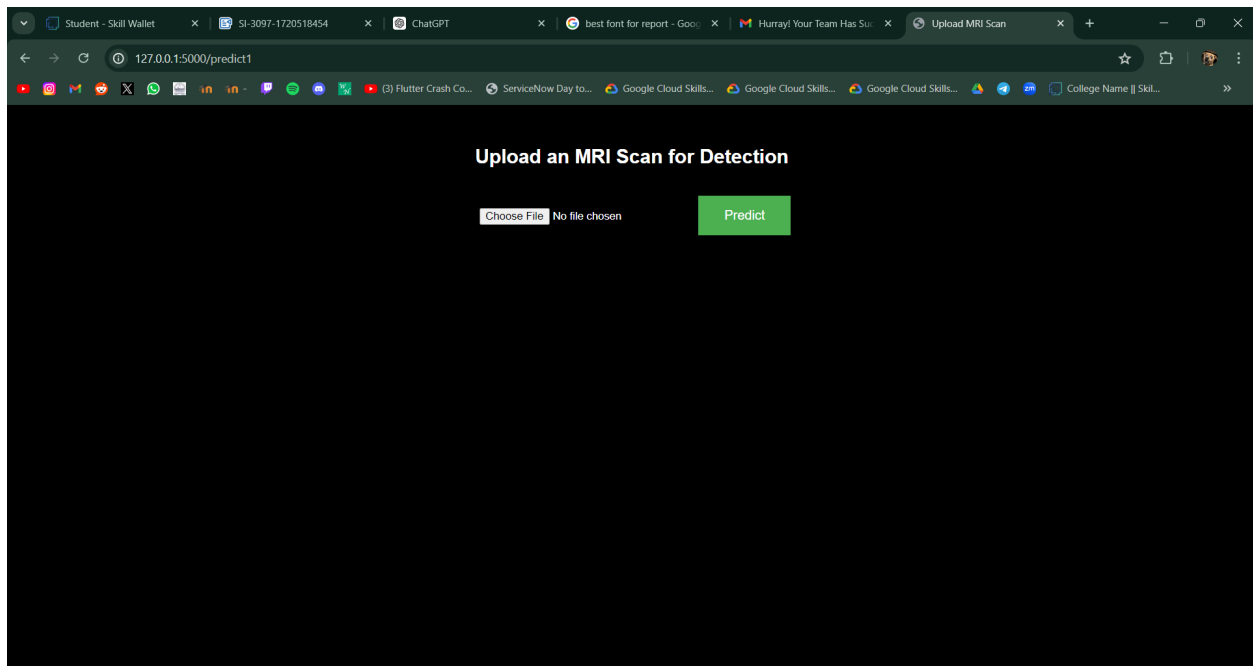 Student - Skill Wallet
SI-3097-1720518454
ChatGPT
best font for report - Goog
Hurray! Your Team Has Suc
Upload MRI Scan
127.0.0.1:5000/predict1
(3) Flutter Crash Co...
ServiceNow Day to...
Google Cloud Skills...
Google Cloud Skills...
Google Cloud Skills...
zm
College Name || Skil...
Upload an MRI Scan for Detection
Choose File No file chosen
Predict